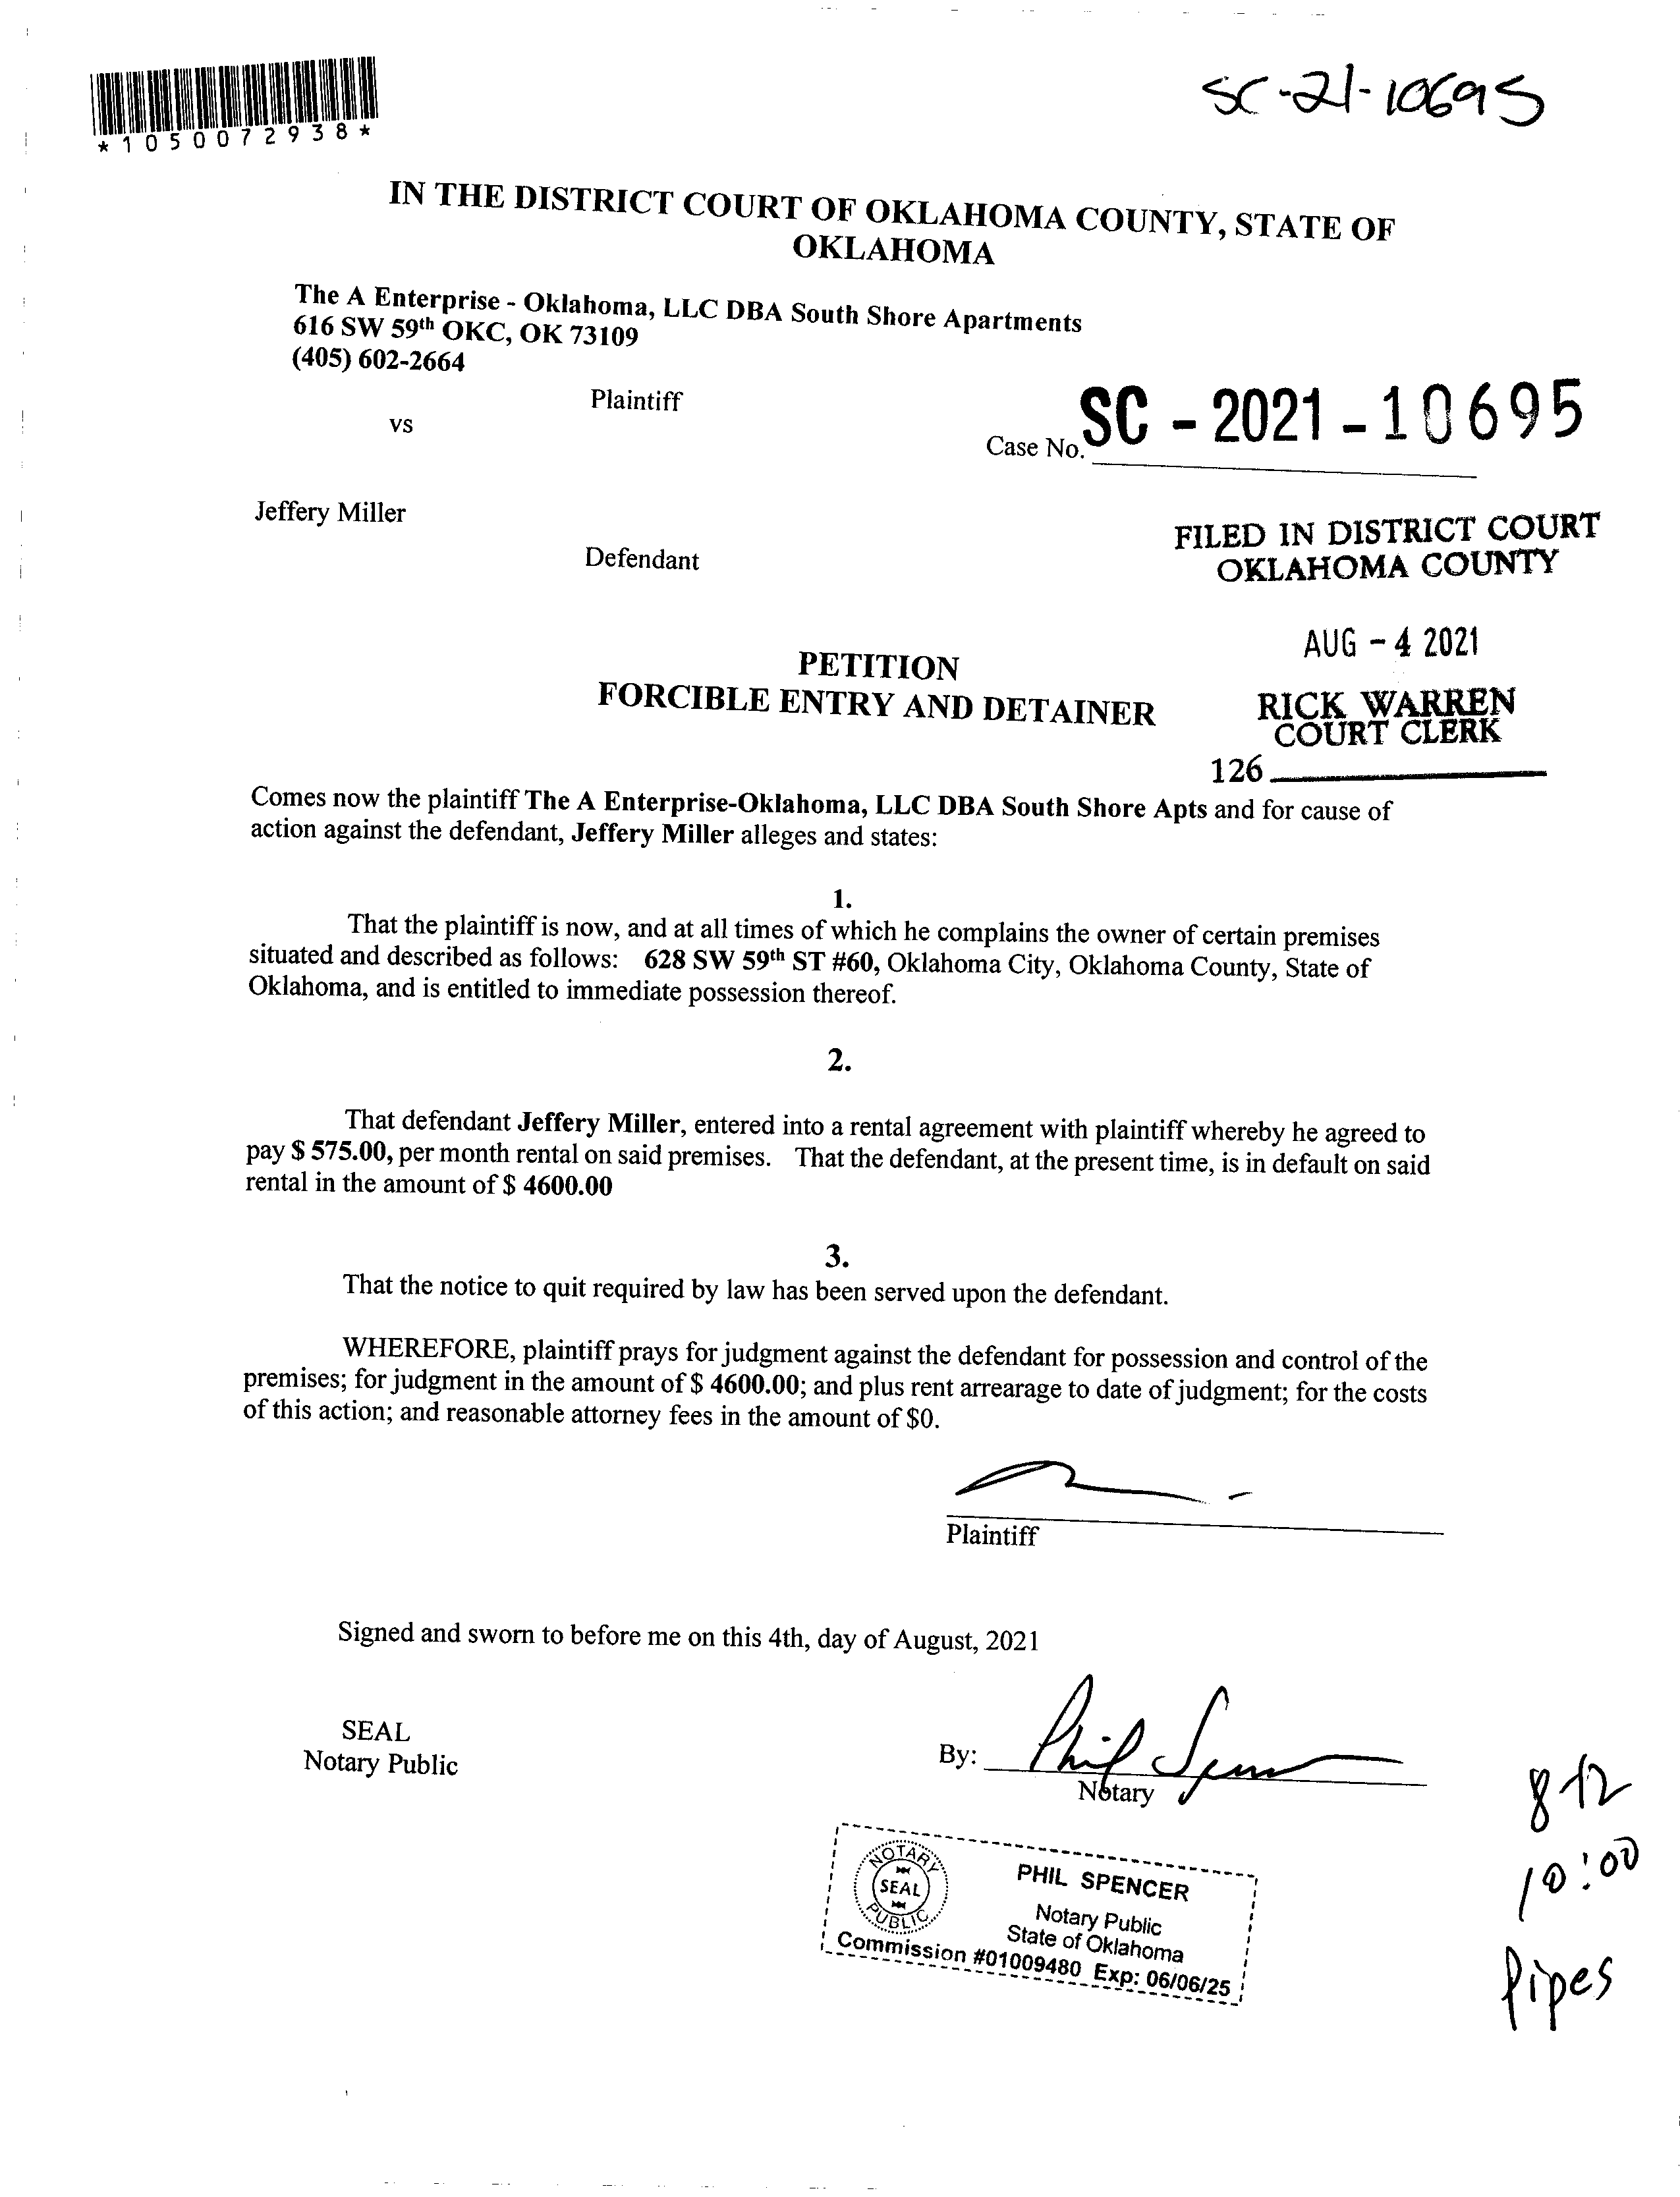 SC-21-10695
*1050072938*
IN THE DISTRICT COURT OF OKLAHOMA COUNTY, STATE OF
OKLAHOMA
The A Enterprise - Oklahoma, LLC DBA South Shore Apartments
616 SW 59th OKC, OK 73109
(405) 602-2664
Plaintiff
vs
Case No. SC - 2021 - 10695
Jeffery Miller
Defendant
FILED IN DISTRICT COURT
OKLAHOMA COUNTY
AUG - 4 2021
RICK WARREN
COURT CLERK
126
PETITION
FORCIBLE ENTRY AND DETAINER
Comes now the plaintiff The A Enterprise-Oklahoma, LLC DBA South Shore Apts and for cause of
action against the defendant, Jeffery Miller alleges and states:
1.
That the plaintiff is now, and at all times of which he complains the owner of certain premises
situated and described as follows: 628 SW 59th ST #60, Oklahoma City, Oklahoma County, State of
Oklahoma, and is entitled to immediate possession thereof.
2.
That defendant Jeffery Miller, entered into a rental agreement with plaintiff whereby he agreed to
pay $ 575.00, per month rental on said premises. That the defendant, at the present time, is in default on said
rental in the amount of $ 4600.00
3.
That the notice to quit required by law has been served upon the defendant.
WHEREFORE, plaintiff prays for judgment against the defendant for possession and control of the
premises; for judgment in the amount of $ 4600.00; and plus rent arrearage to date of judgment; for the costs
of this action; and reasonable attorney fees in the amount of $0.
Plaintiff
Signed and sworn to before me on this 4th, day of August, 2021
SEAL
Notary Public
By: Phil Spencer
Notary
NOTARY
SEAL
PUBLIC
PHIL SPENCER
Notary Public
State of Oklahoma
Commission #01009480 Exp: 06/06/25
8-12
10:00
Pipes